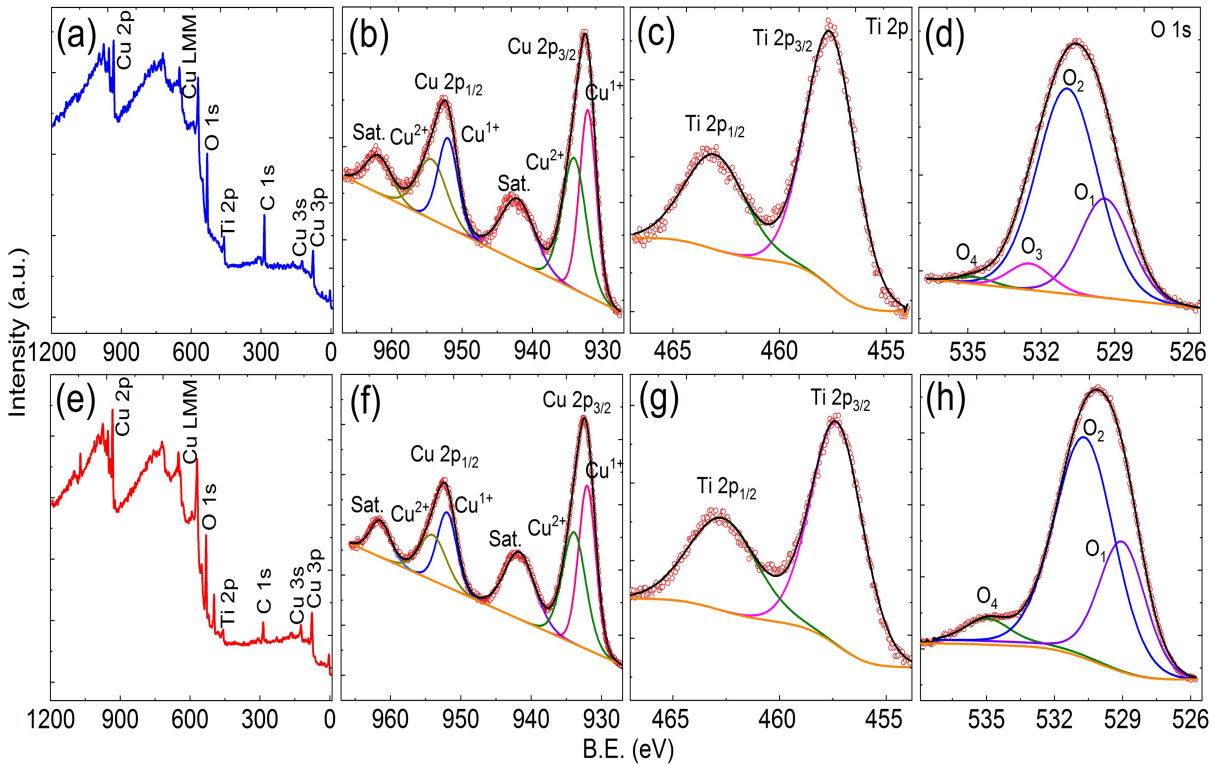 Intensity (a.u.)
(a)
Cu 2p
Cu LMM
O 1s
Ti 2p
C 1s
Cu 3s
Cu 3p
1200 900 600 300 0
(b)
Cu 2p3/2
Cu 2p1/2
Sat.
Cu2+
Cu1+
Sat.
Cu2+
Cu1+
960 950 940 930
(c)
Ti 2p
Ti 2p3/2
Ti 2p1/2
465 460 455
(d)
O 1s
O2
O1
O3
O4
535 532 529 526
(e)
Cu 2p
Cu LMM
O 1s
Ti 2p
C 1s
Cu 3s
Cu 3p
1200 900 600 300 0
(f)
Cu 2p3/2
Cu 2p1/2
Sat.
Cu2+
Cu1+
Sat.
Cu2+
Cu1+
960 950 940 930
(g)
Ti 2p3/2
Ti 2p1/2
465 460 455
(h)
O2
O1
O4
535 532 529 526
B.E. (eV)